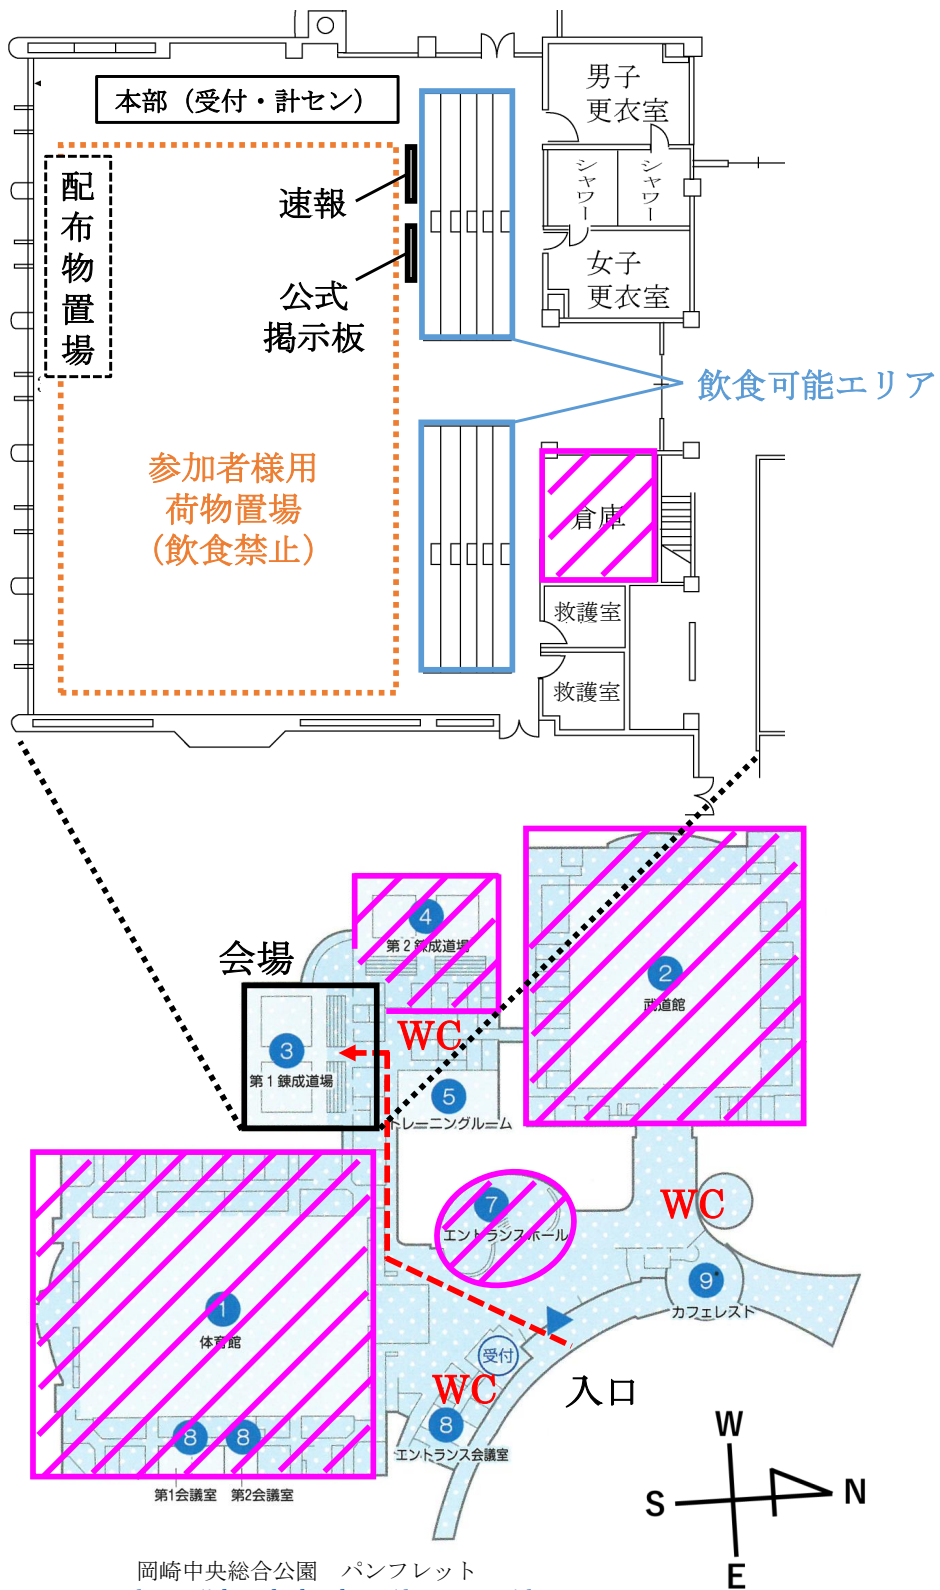 本部（受付・計セン）
男子
更衣室
配布物置場
速報
シャワー
シャワー
公式
掲示板
女子
更衣室
飲食可能エリア
参加者様用
荷物置場
（飲食禁止）
倉庫
救護室
救護室
会場
4
第2錬成道場
2
武道館
WC
3
第1錬成道場
5
トレーニングルーム
7
エントランスホール
WC
9*
カフェレスト
1
体育館
受付
WC
入口
8
8
8
エントランス会議室
第1会議室
第2会議室
W
S
N
E
岡崎中央総合公園　パンフレット